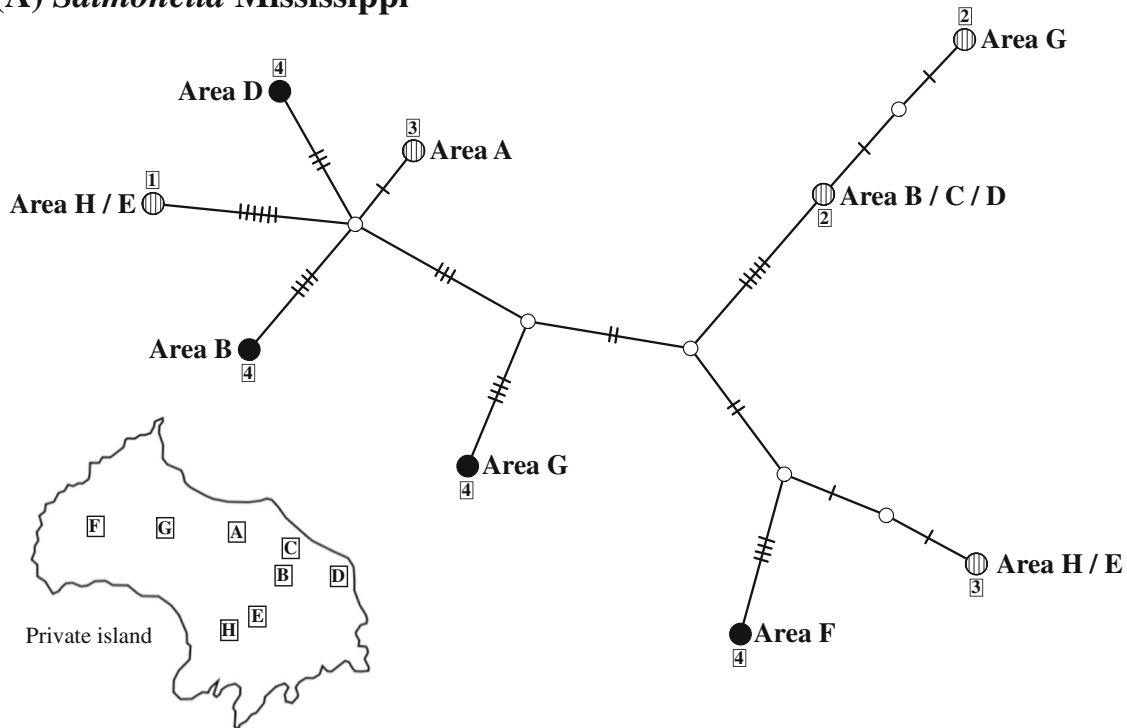 (A) Salmonella Mississippi
2
Area G
4
Area D
3
Area A
1
Area H / E
Area B / C / D
2
Area B
4
Area G
4
F
G
A
C
B
D
E
H
Private island
Area H / E
3
Area F
4